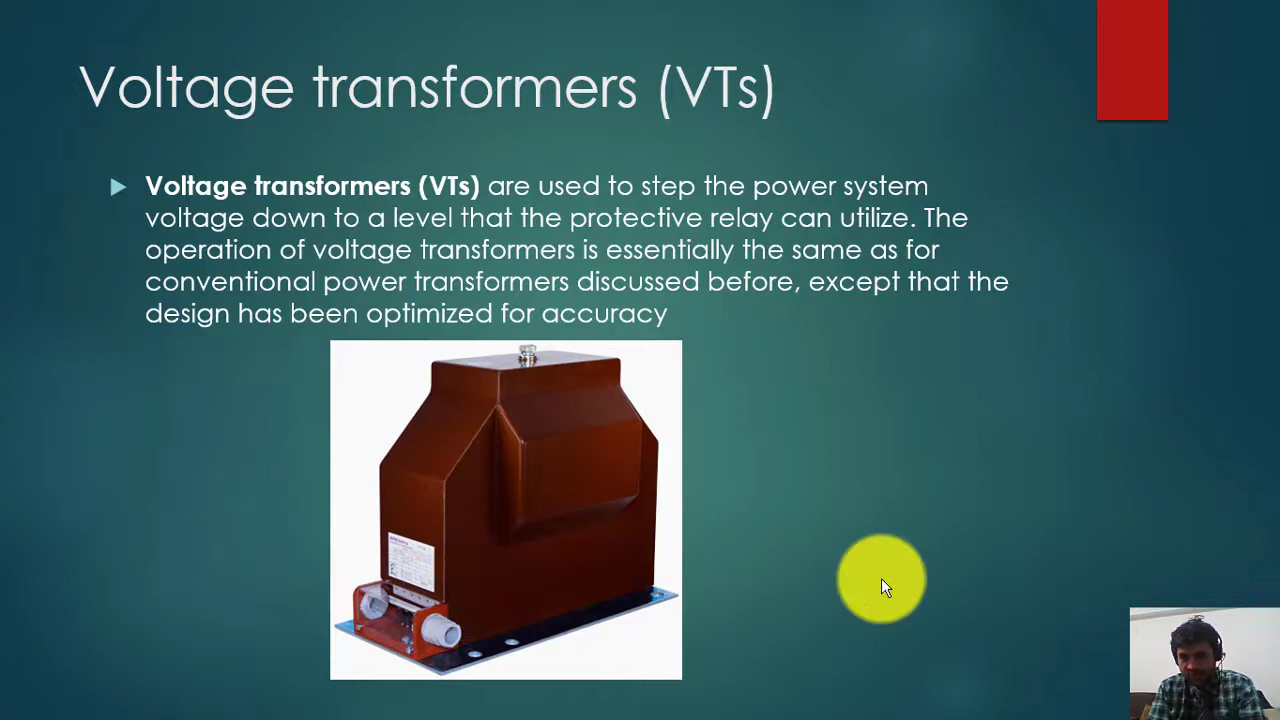 Voltage transformers (VTs)
Voltage transformers (VTs) are used to step the power system
voltage down to a level that the protective relay can utilize. The
operation of voltage transformers is essentially the same as for
conventional power transformers discussed before, except that the
design has been optimized for accuracy